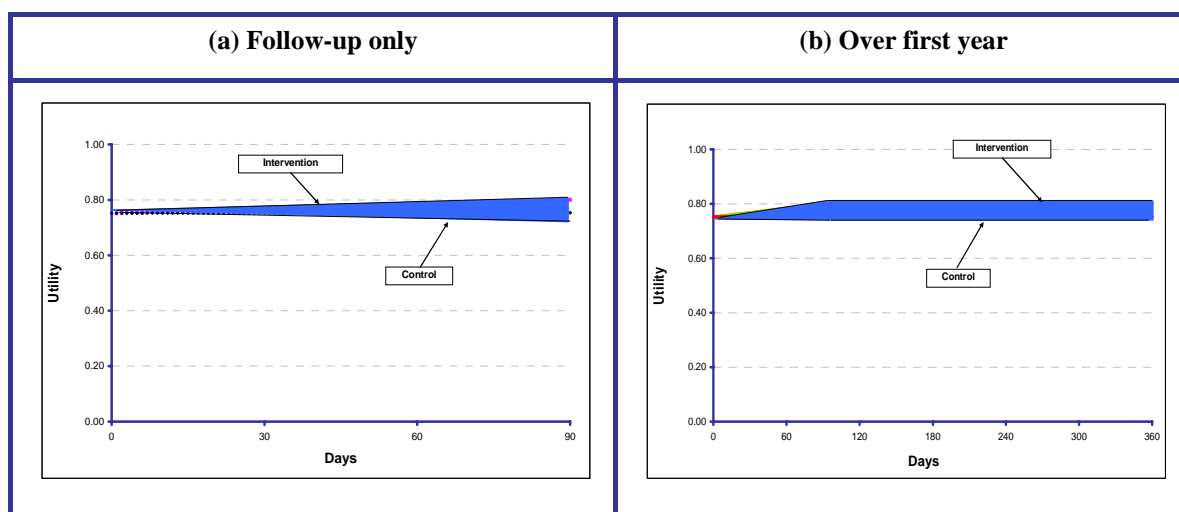 (a) Follow-up only
(b) Over first year
1.00
0.80
0.60
0.40
0.20
0.00
Utility
Intervention
Control
0 30 60 90
Days
1.00
0.80
0.60
0.40
0.20
0.00
Utility
Intervention
Control
0 60 120 180 240 300 360
Days